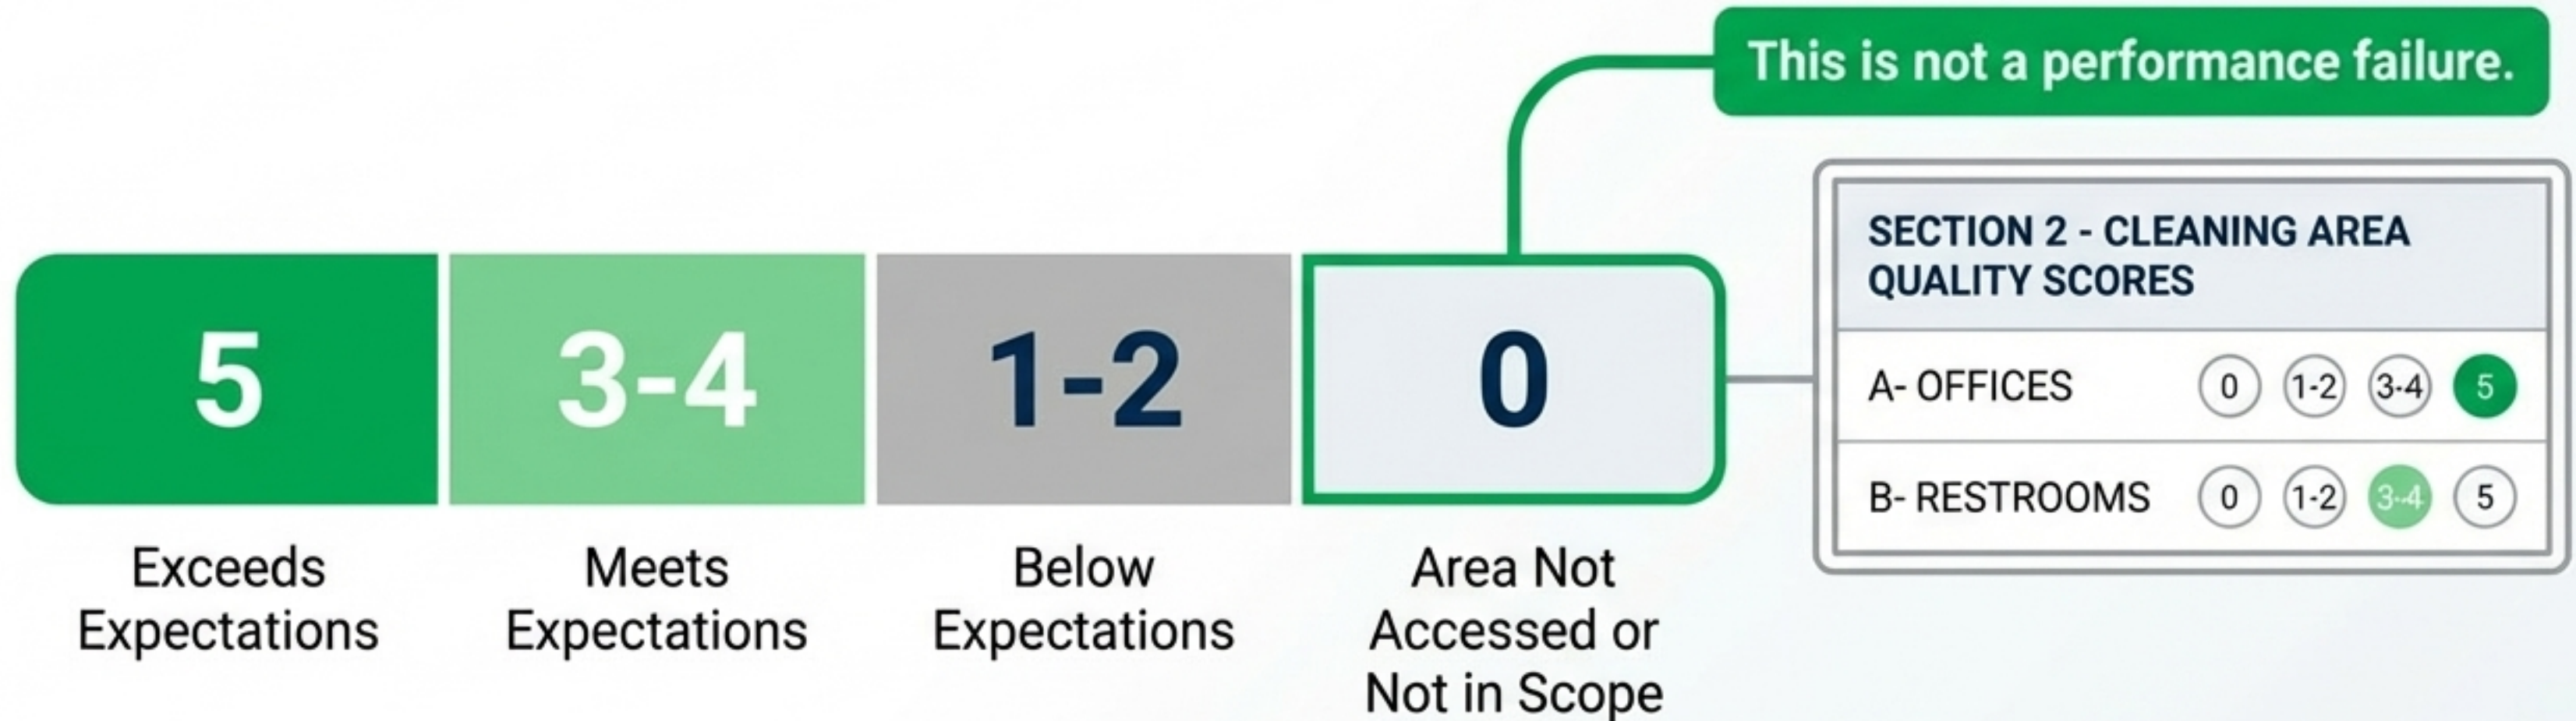 This is not a performance failure.
5
3-4
1-2
0
Exceeds
Expectations
Meets
Expectations
Below
Expectations
Area Not
Accessed or
Not in Scope
SECTION 2 - CLEANING AREA
QUALITY SCORES
A- OFFICES 0 1-2 3-4 5
B- RESTROOMS 0 1-2 3-4 5